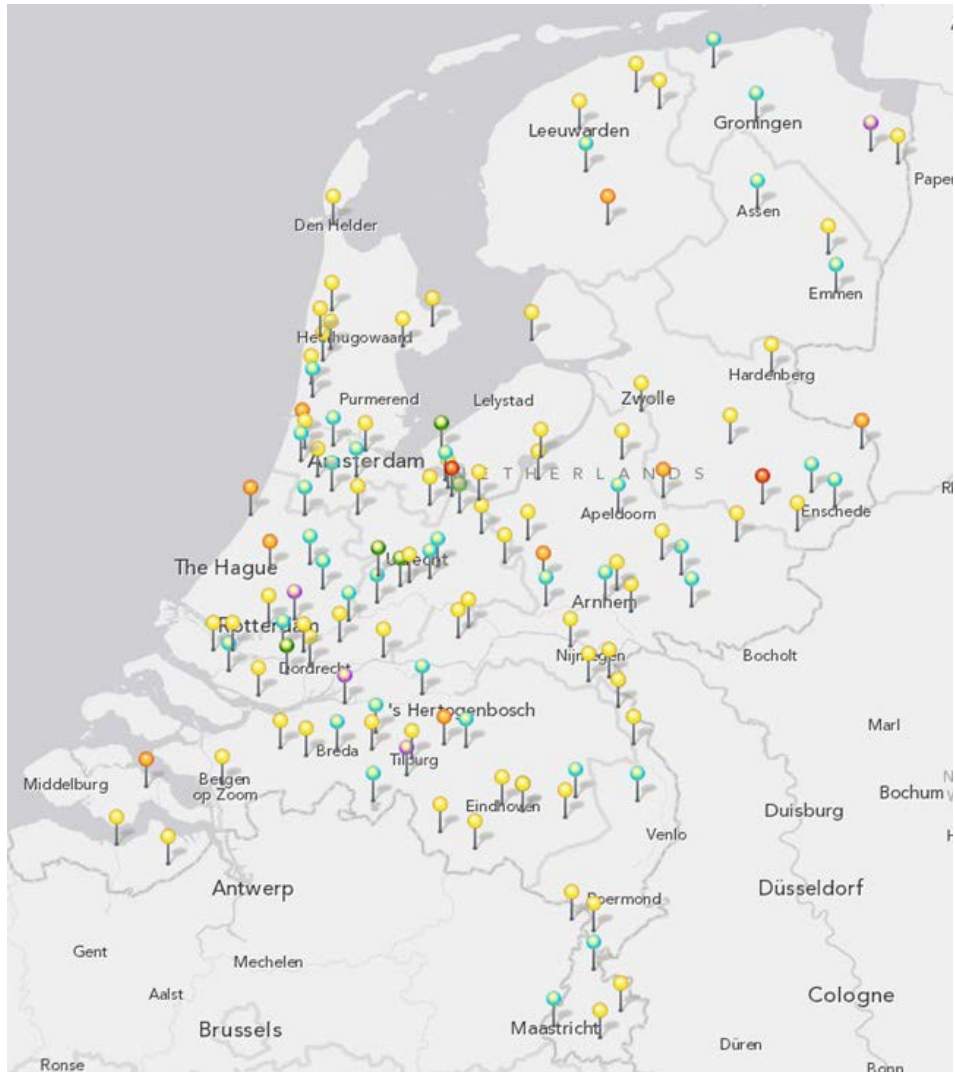 Leeuwarden
Groningen
Paper
Assen
Den Helder
Emmen
Heerhugowaard
Hardenberg
Purmerend
Lelystad
Zwolle
Amsterdam
NETHERLANDS
Apeldoorn
Enschede
The Hague
Utrecht
Arnhem
Rotterdam
Nijmegen
Bocholt
Dordrecht
's Hertogenbosch
Marl
Breda
Tilburg
Middelburg
Bergen
op Zoom
Eindhoven
Bochum
Duisburg
Venlo
Antwerp
Roermond
Düsseldorf
Gent
Mechelen
Aalst
Cologne
Brussels
Maastricht
Düren
Ronse
Bonn